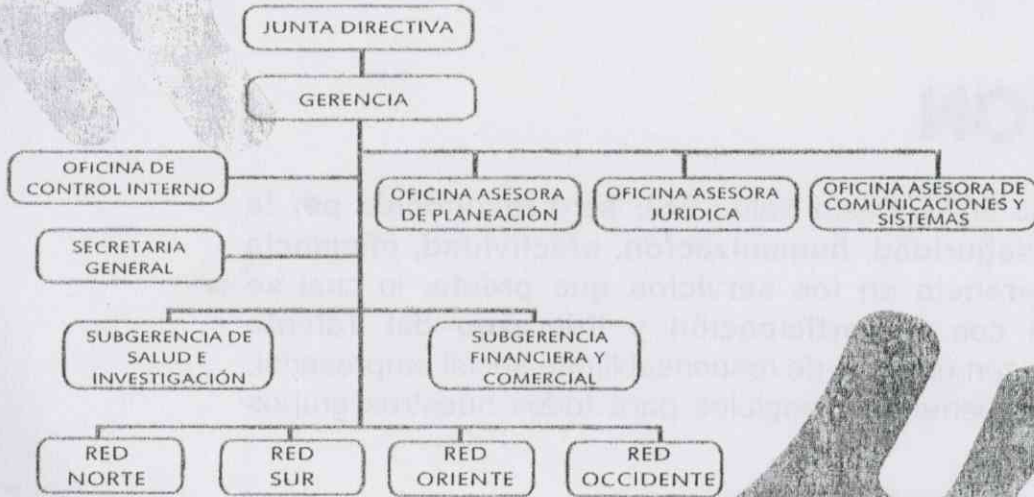 JUNTA DIRECTIVA
GERENCIA
OFICINA DE
CONTROL INTERNO
OFICINA ASESORA
DE PLANEACIÓN
OFICINA ASESORA
JURIDICA
OFICINA ASESORA DE
COMUNICACIONES Y
SISTEMAS
SECRETARIA
GENERAL
SUBGERENCIA DE
SALUD E
INVESTIGACIÓN
SUBGERENCIA
FINANCIERA Y
COMERCIAL
RED
NORTE
RED
SUR
RED
ORIENTE
RED
OCCIDENTE